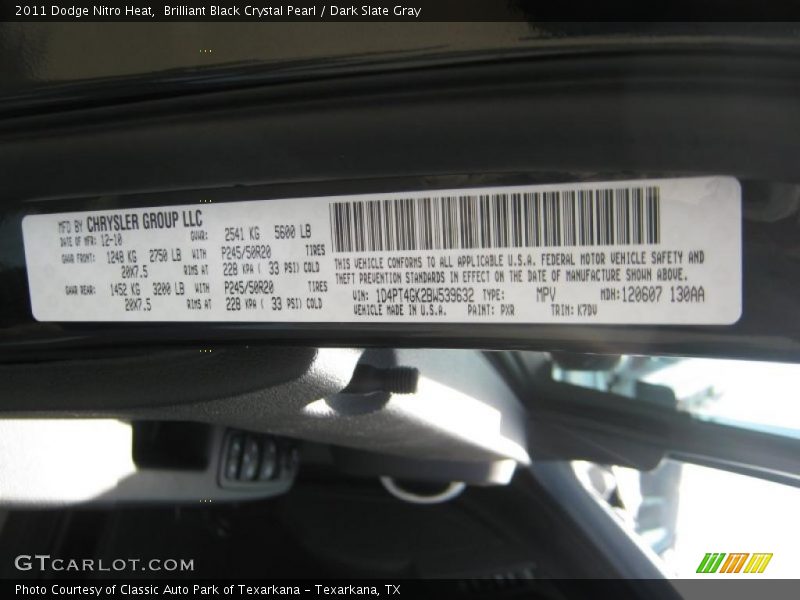 2011 Dodge Nitro Heat,  Brilliant Black Crystal Pearl / Dark Slate Gray
MFD BY CHRYSLER GROUP LLC
DATE OF MFR: 12-10 GVWR: 2541 KG 5600 LB
GAWR FRONT: 1248 KG 2750 LB WITH P245/50R20 TIRES
20X7.5 RIMS AT 228 KPA ( 33 PSI) COLD
GAWR REAR: 1452 KG 3200 LB WITH P245/50R20 TIRES
20X7.5 RIMS AT 228 KPA ( 33 PSI) COLD
THIS VEHICLE CONFORMS TO ALL APPLICABLE U.S.A. FEDERAL MOTOR VEHICLE SAFETY AND
THEFT PREVENTION STANDARDS IN EFFECT ON THE DATE OF MANUFACTURE SHOWN ABOVE.
VIN: 1D4PT4GK2BW539632 TYPE: MPV MDH:120607 130AA
VEHICLE MADE IN U.S.A. PAINT: PXR TRIM: K7DV
GTCARLOT.COM
Photo Courtesy of Classic Auto Park of Texarkana – Texarkana, TX